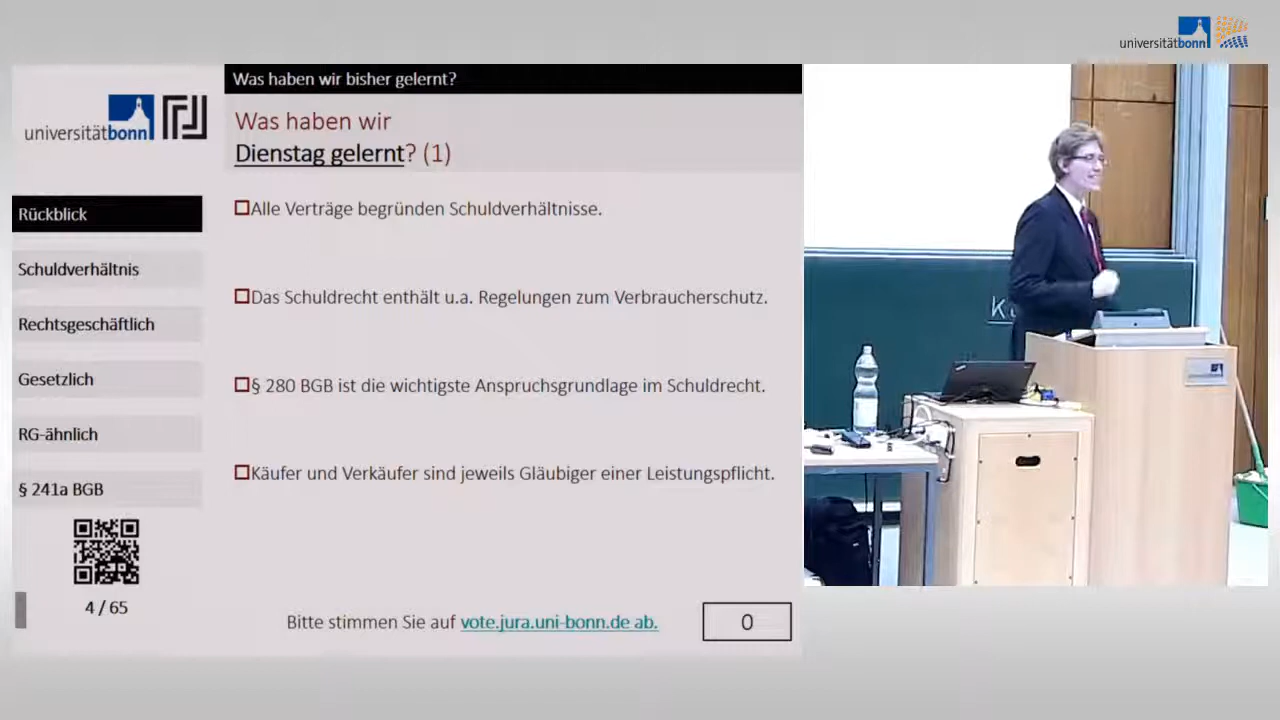 universitätbonn
Was haben wir bisher gelernt?
universitätbonn
Was haben wir
Dienstag gelernt? (1)
Rückblick
Alle Verträge begründen Schuldverhältnisse.
Schuldverhältnis
Das Schuldrecht enthält u.a. Regelungen zum Verbraucherschutz.
Rechtsgeschäftlich
Gesetzlich
§ 280 BGB ist die wichtigste Anspruchsgrundlage im Schuldrecht.
RG-ähnlich
Käufer und Verkäufer sind jeweils Gläubiger einer Leistungspflicht.
§ 241a BGB
4 / 65
Bitte stimmen Sie auf vote.jura.uni-bonn.de ab.
0